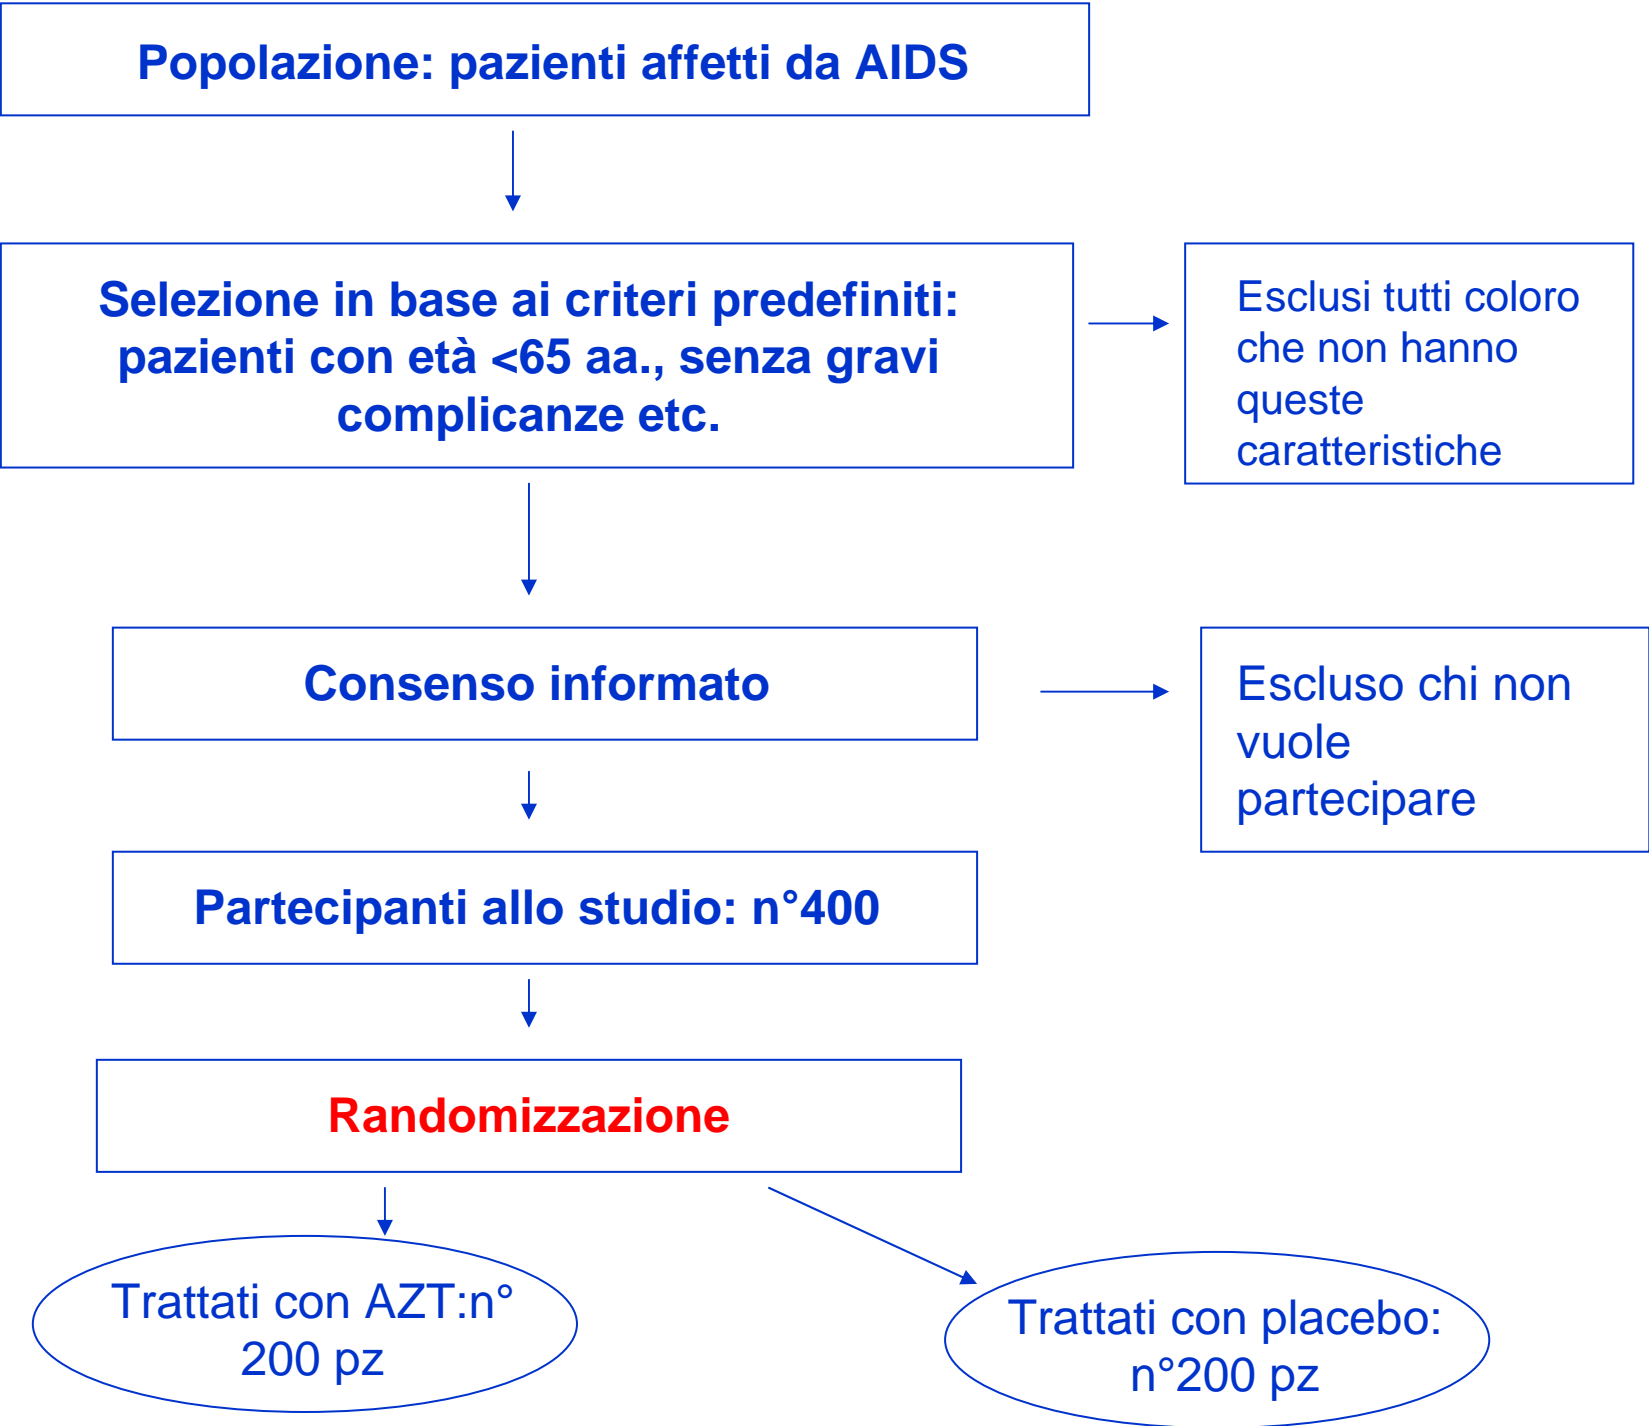 Popolazione: pazienti affetti da AIDS
Selezione in base ai criteri predefiniti:
pazienti con età <65 aa., senza gravi
complicanze etc.
Esclusi tutti coloro
che non hanno
queste
caratteristiche
Consenso informato
Escluso chi non
vuole
partecipare
Partecipanti allo studio: n°400
Randomizzazione
Trattati con AZT:n°
200 pz
Trattati con placebo:
n°200 pz